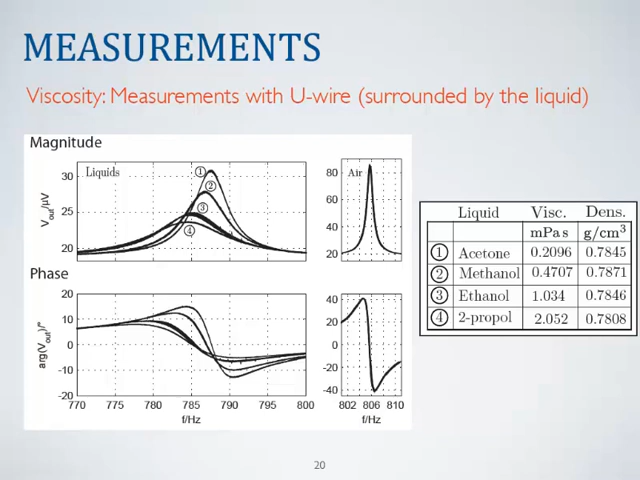 MEASUREMENTS
Viscosity: Measurements with U-wire (surrounded by the liquid)
Magnitude
Liquids
Air
Vout/µV
30
25
20
80
60
40
20
①
②
③
④
Phase
arg(Vout)/°
20
10
0
-10
-20
40
20
0
-20
-40
770 775 780 785 790 795 800
802 806 810
f/Hz
f/Hz
Liquid Visc. Dens.
mPa s g/cm³
① Acetone 0.2096 0.7845
② Methanol 0.4707 0.7871
③ Ethanol 1.034 0.7846
④ 2-propol 2.052 0.7808
20